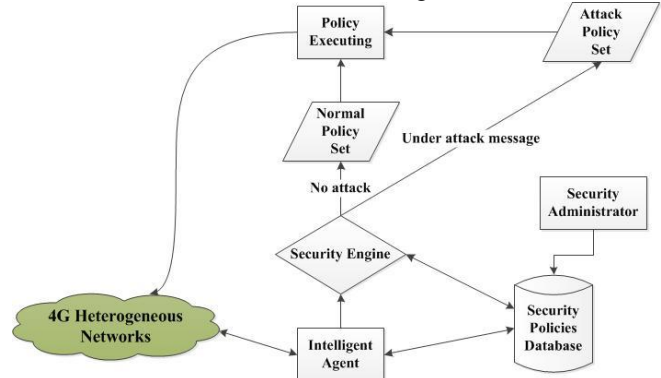 Policy
Executing
Attack
Policy
Set
Normal
Policy
Set
Under attack message
No attack
Security
Administrator
Security Engine
4G Heterogeneous
Networks
Intelligent
Agent
Security
Policies
Database